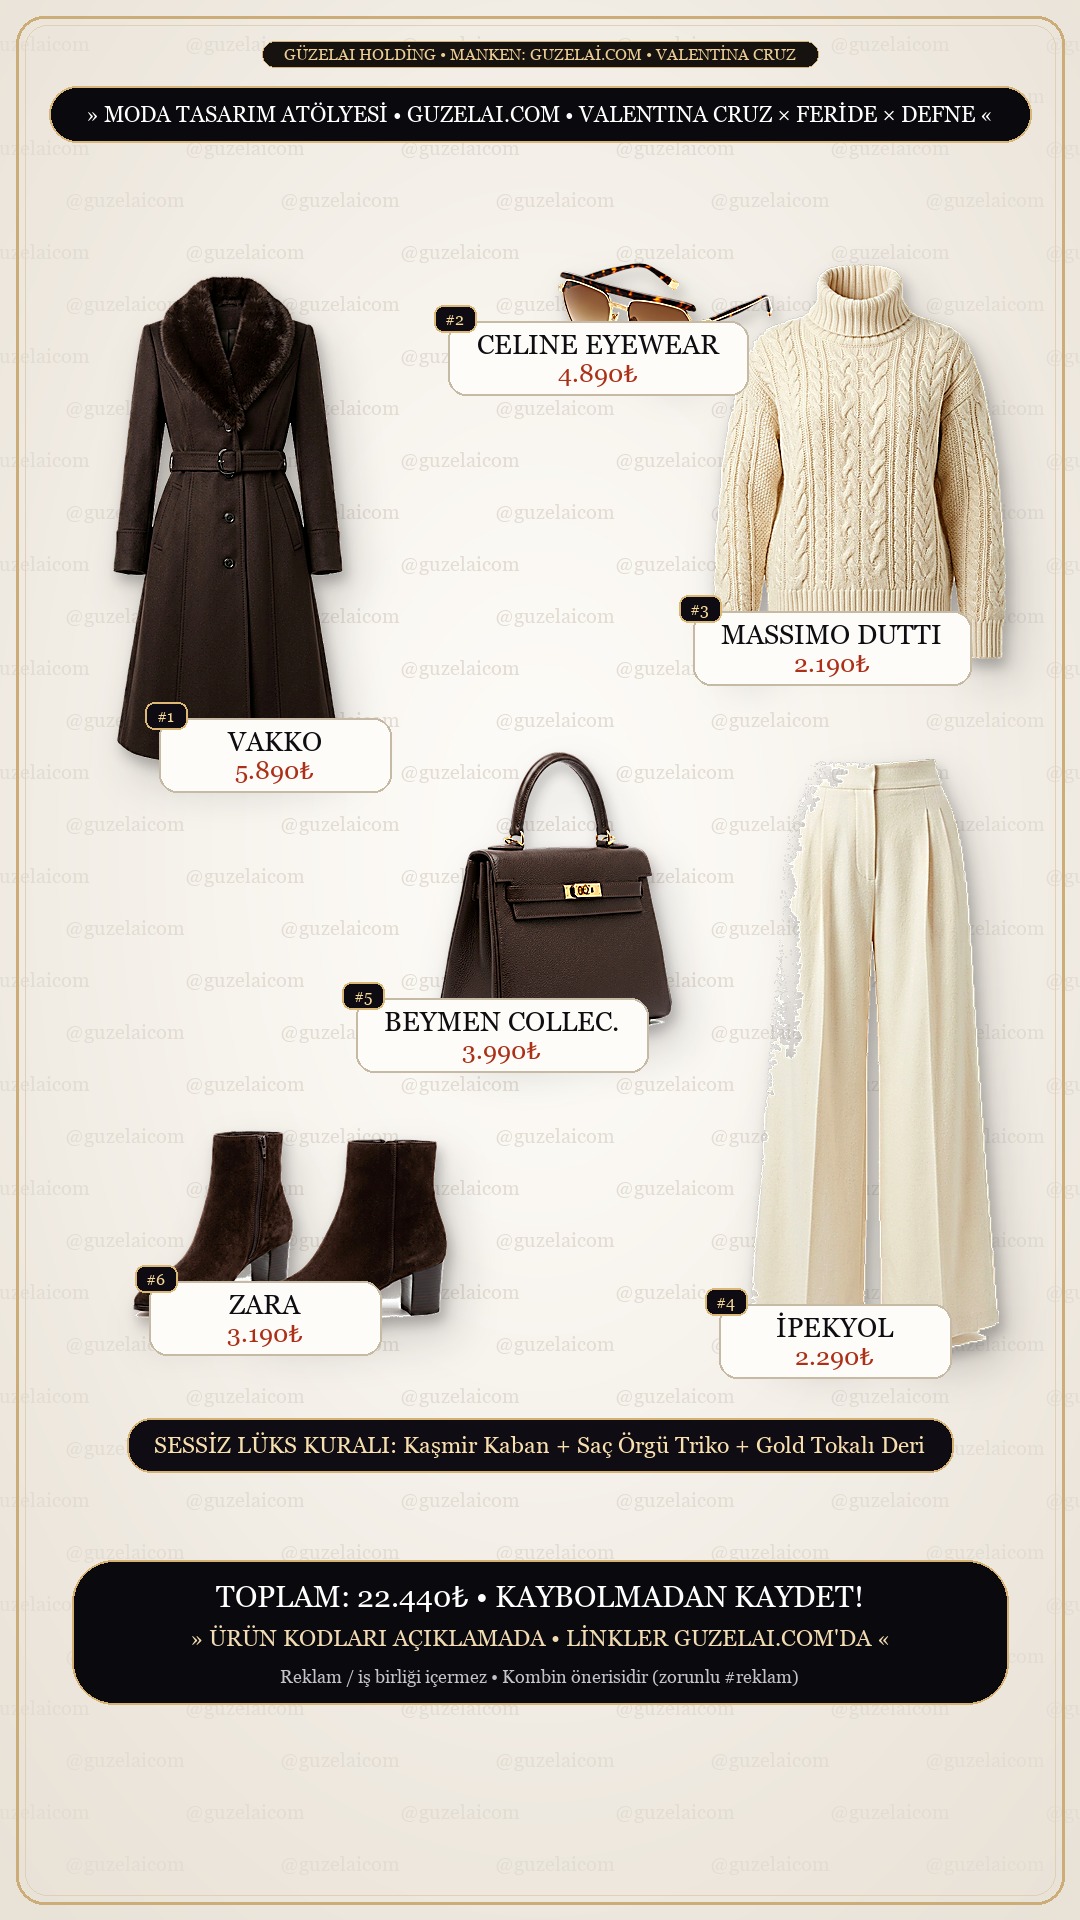 GÜZELAI HOLDİNG • MANKEN: GUZELAİ.COM • VALENTİNA CRUZ
» MODA TASARIM ATÖLYESİ • GUZELAI.COM • VALENTINA CRUZ × FERİDE × DEFNE «
#2
CELINE EYEWEAR
4.890₺
#3
MASSIMO DUTTI
2.190₺
#1
VAKKO
5.890₺
#5
BEYMEN COLLEC.
3.990₺
#6
ZARA
3.190₺
#4
İPEKYOL
2.290₺
SESSİZ LÜKS KURALI: Kaşmir Kaban + Saç Örgü Triko + Gold Tokalı Deri
TOPLAM: 22.440₺ • KAYBOLMADAN KAYDET!
» ÜRÜN KODLARI AÇIKLAMADA • LİNKLER GUZELAI.COM'DA «
Reklam / iş birliği içermez • Kombin önerisidir (zorunlu #reklam)
@guzelaicom